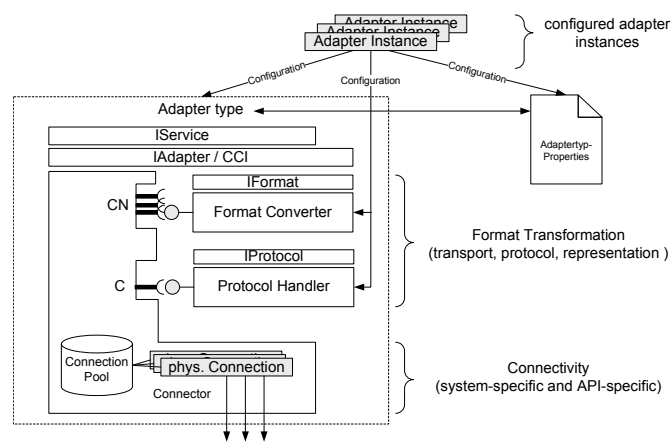 Adapter Instance
Adapter Instance
Adapter Instance
configured adapter
instances
Configuration
Configuration
Configuration
Adapter type
Adaptertyp-
Properties
IService
IAdapter / CCI
IFormat
CN
Format Converter
Format Transformation
(transport, protocol, representation )
IProtocol
C
Protocol Handler
Connection
Pool
phys. Connection
Connector
Connectivity
(system-specific and API-specific)